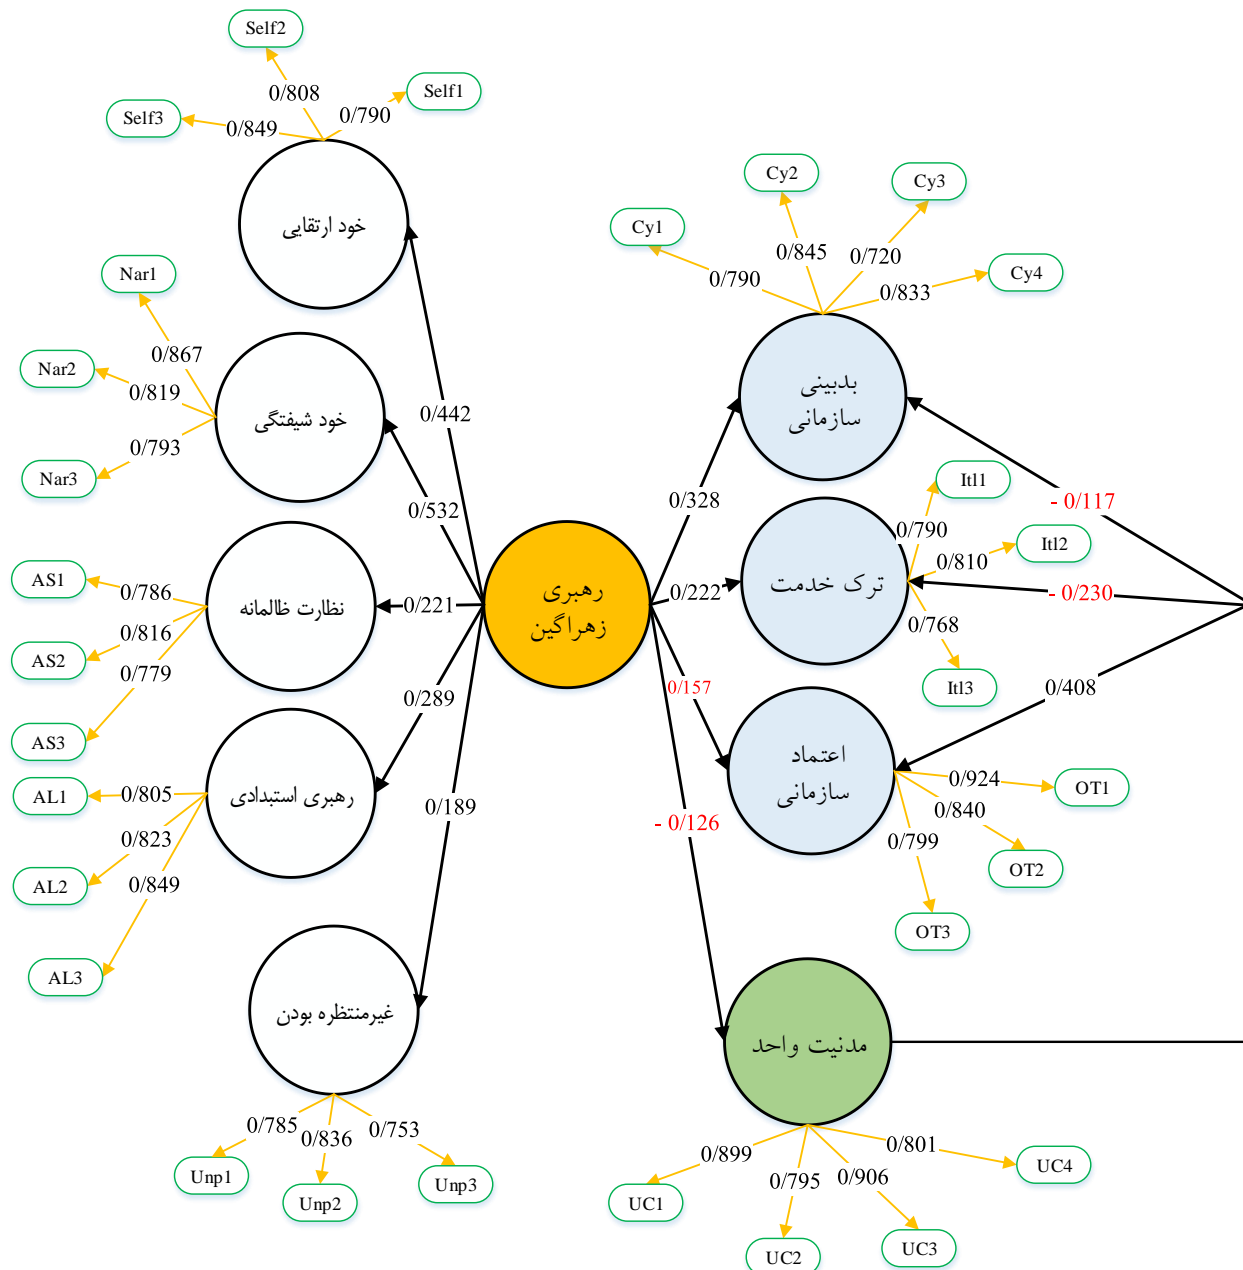 Self2
0/808
Self1
0/790
Self3
0/849
خود ارتقایی
Nar1
0/867
Nar2
0/819
0/793
Nar3
خود شیفتگی
0/442
0/532
AS1
0/786
0/816
AS2
0/779
AS3
نظارت ظالمانه
0/221
0/289
AL1
0/805
0/823
AL2
0/849
AL3
رهبری استبدادی
0/189
غیرمنتظره بودن
0/785
0/836
0/753
Unp1
Unp2
Unp3
رهبری
زهراگین
Cy1
0/790
Cy2
0/845
Cy3
0/720
Cy4
0/833
بدبینی
سازمانی
0/328
- 0/117
Itl1
0/790
Itl2
0/810
0/768
Itl3
ترک خدمت
0/222
- 0/230
0/157
0/408
اعتماد
سازمانی
0/924
OT1
0/840
0/799
OT2
OT3
- 0/126
مدنیت واحد
0/899
0/795
0/906
0/801
UC1
UC2
UC3
UC4